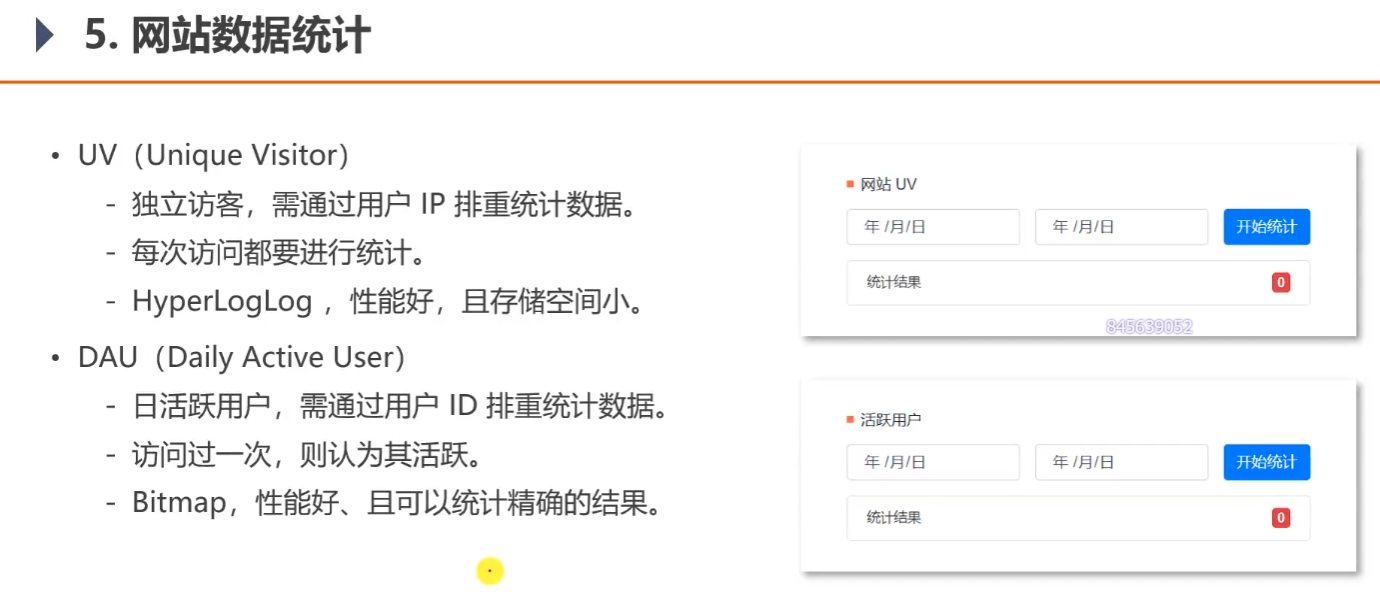 5. 网站数据统计
• UV（Unique Visitor）
- 独立访客，需通过用户 IP 排重统计数据。
- 每次访问都要进行统计。
- HyperLogLog ，性能好，且存储空间小。
• DAU（Daily Active User）
- 日活跃用户，需通过用户 ID 排重统计数据。
- 访问过一次，则认为其活跃。
- Bitmap，性能好、且可以统计精确的结果。
网站 UV
年 /月/日 年 /月/日 开始统计
统计结果 0
845639052
活跃用户
年 /月/日 年 /月/日 开始统计
统计结果 0